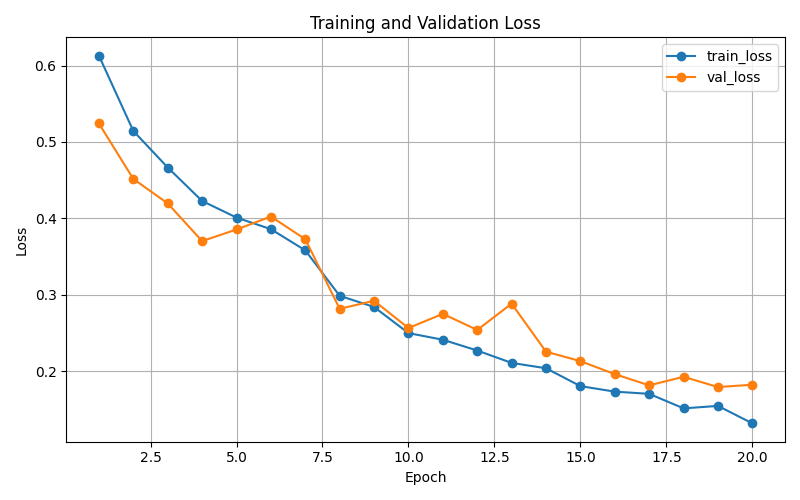 Training and Validation Loss
train_loss
val_loss
0.6
0.5
0.4
0.3
0.2
Loss
2.5 5.0 7.5 10.0 12.5 15.0 17.5 20.0
Epoch